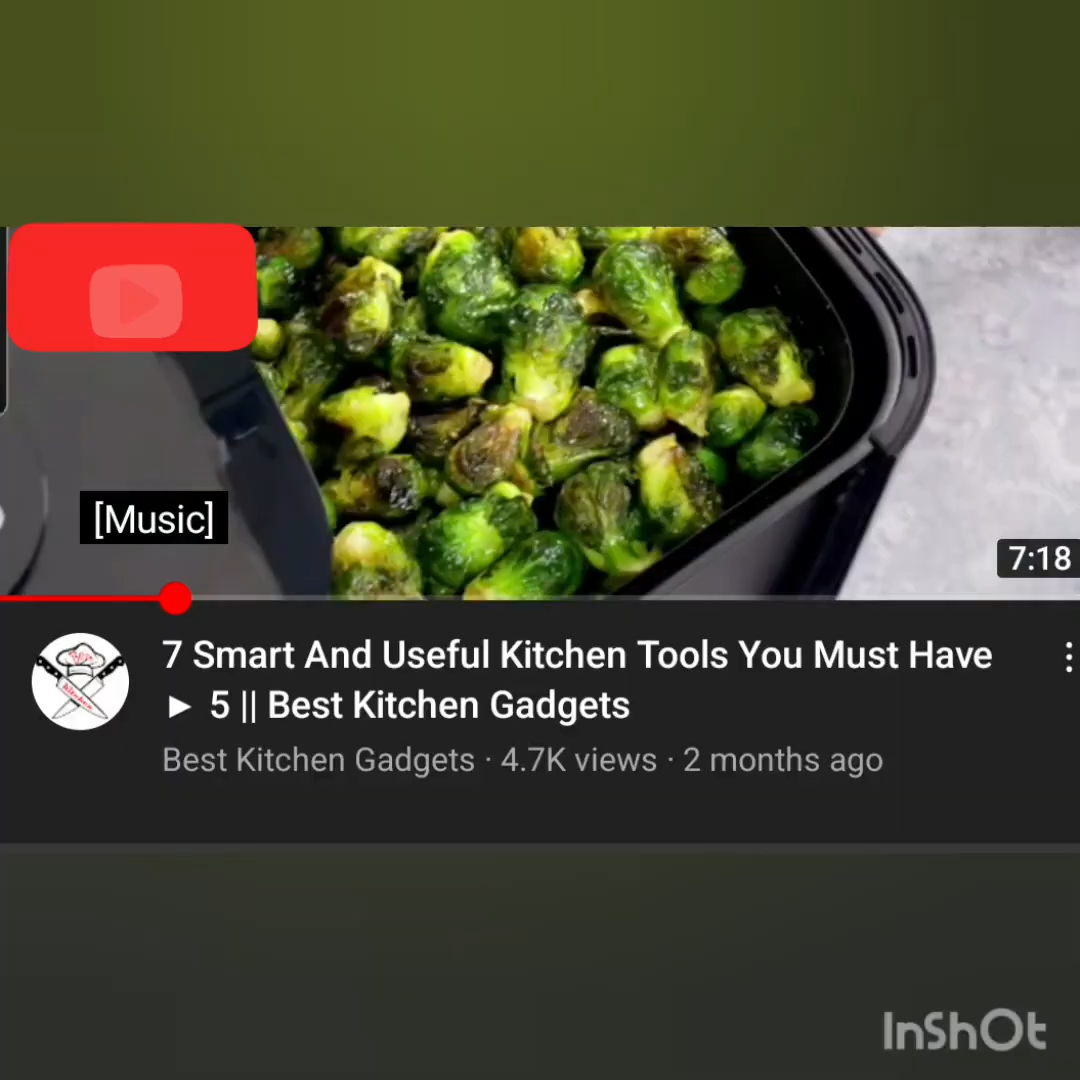 [Music]
7:18
7 Smart And Useful Kitchen Tools You Must Have
► 5 || Best Kitchen Gadgets
Best Kitchen Gadgets · 4.7K views · 2 months ago
InShOt